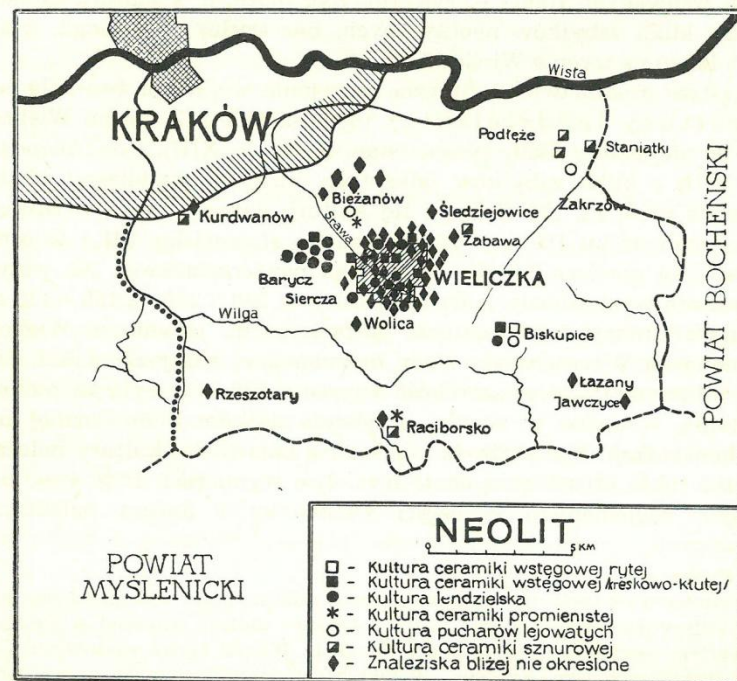 Wisła
KRAKÓW
Podłęże
Staniątki
Bieżanów
Kurdwanów
Śledziejowice
Zakrzów
Zabawa
Srawa
Barycz
WIELICZKA
Siercza
Wilga
Wolica
Biskupice
POWIAT BOCHEŃSKI
Rzeszotary
Łazany
Jawczyce
Raciborsko
POWIAT
MYŚLENICKI
NEOLIT
5 KM
- Kultura ceramiki wstęgowej rytej
- Kultura ceramiki wstęgowej /kreskowo-kłutej/
- Kultura lendzielska
- Kultura ceramiki promienistej
- Kultura pucharów lejowatych
- Kultura ceramiki sznurowej
- Znaleziska bliżej nie określone